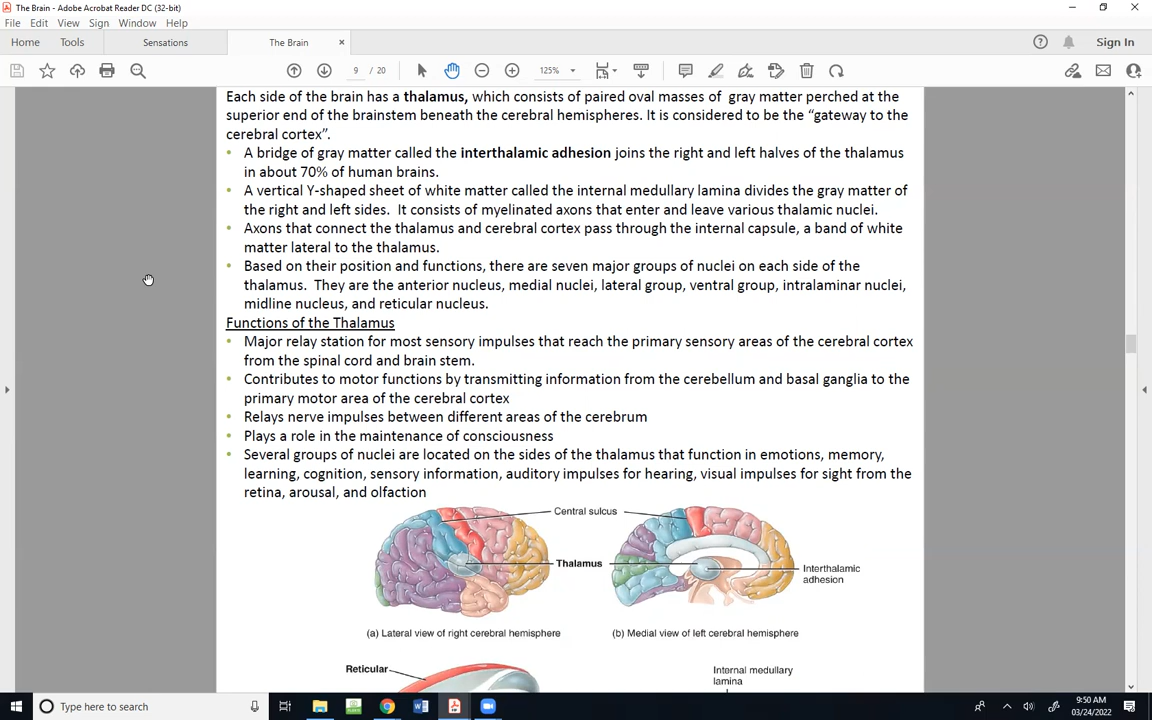 The Brain - Adobe Acrobat Reader DC (32-bit)
File Edit View Sign Window Help
Home Tools Sensations The Brain × Sign In
9 / 20 125%
Each side of the brain has a thalamus, which consists of paired oval masses of gray matter perched at the
superior end of the brainstem beneath the cerebral hemispheres. It is considered to be the “gateway to the
cerebral cortex”.
• A bridge of gray matter called the interthalamic adhesion joins the right and left halves of the thalamus
in about 70% of human brains.
• A vertical Y-shaped sheet of white matter called the internal medullary lamina divides the gray matter of
the right and left sides. It consists of myelinated axons that enter and leave various thalamic nuclei.
• Axons that connect the thalamus and cerebral cortex pass through the internal capsule, a band of white
matter lateral to the thalamus.
• Based on their position and functions, there are seven major groups of nuclei on each side of the
thalamus. They are the anterior nucleus, medial nuclei, lateral group, ventral group, intralaminar nuclei,
midline nucleus, and reticular nucleus.
Functions of the Thalamus
• Major relay station for most sensory impulses that reach the primary sensory areas of the cerebral cortex
from the spinal cord and brain stem.
• Contributes to motor functions by transmitting information from the cerebellum and basal ganglia to the
primary motor area of the cerebral cortex
• Relays nerve impulses between different areas of the cerebrum
• Plays a role in the maintenance of consciousness
• Several groups of nuclei are located on the sides of the thalamus that function in emotions, memory,
learning, cognition, sensory information, auditory impulses for hearing, visual impulses for sight from the
retina, arousal, and olfaction
Central sulcus
Thalamus
Interthalamic
adhesion
(a) Lateral view of right cerebral hemisphere
(b) Medial view of left cerebral hemisphere
Reticular
Internal medullary
lamina
Type here to search
9:50 AM
03/24/2022